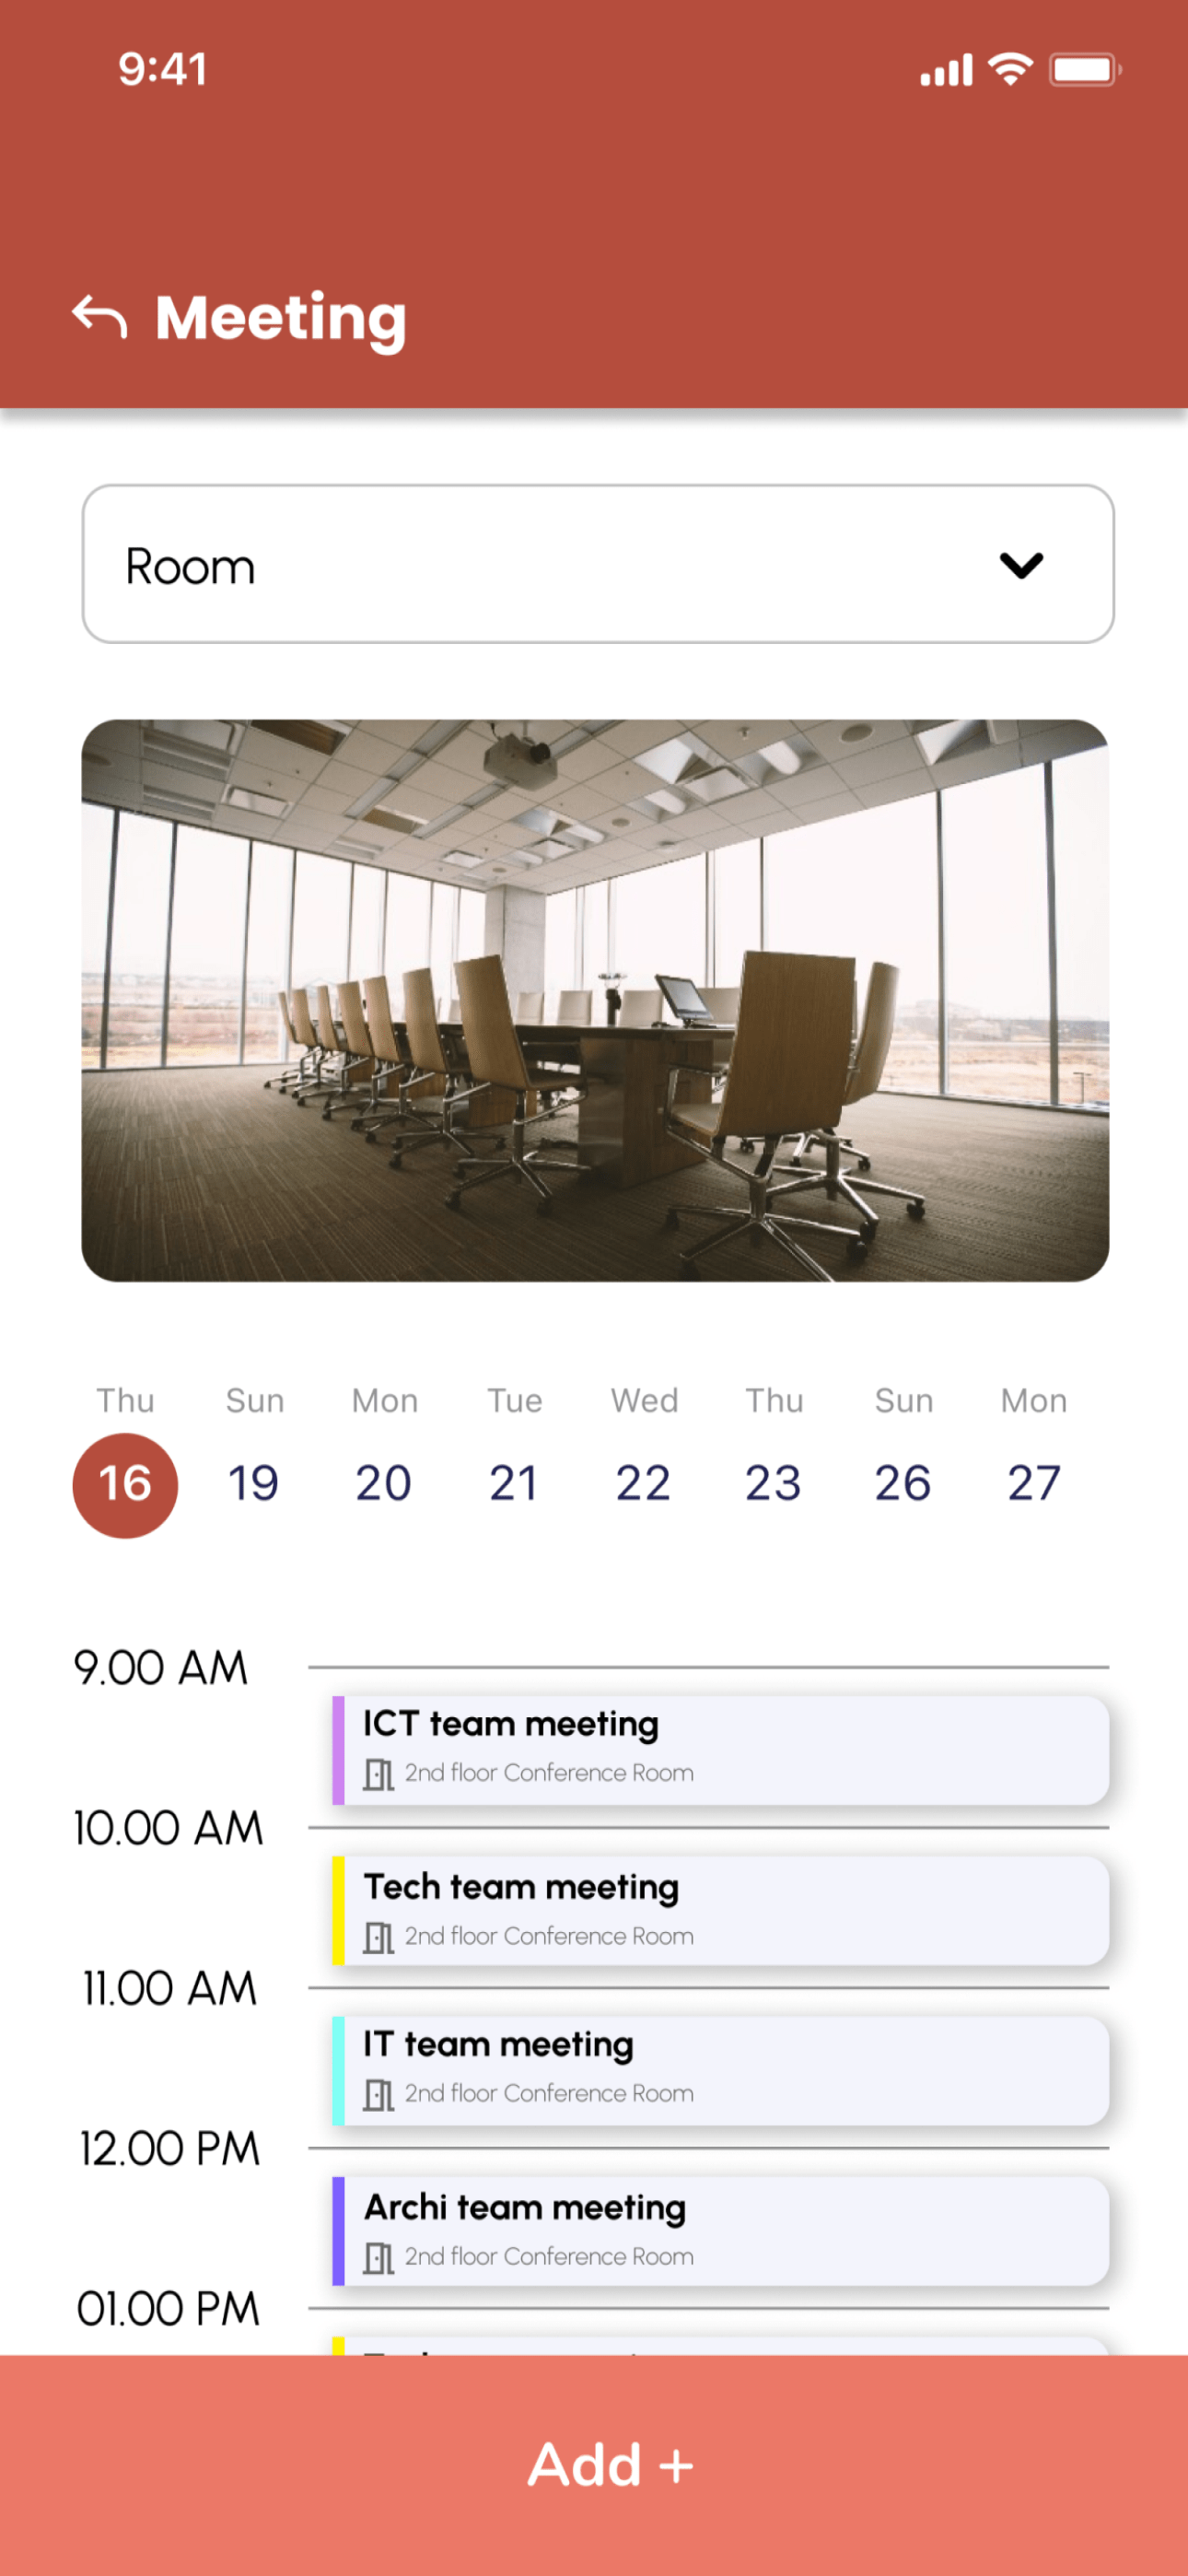 9:41
Meeting
Room
Thu Sun Mon Tue Wed Thu Sun Mon
16 19 20 21 22 23 26 27
9.00 AM
ICT team meeting
2nd floor Conference Room
10.00 AM
Tech team meeting
2nd floor Conference Room
11.00 AM
IT team meeting
2nd floor Conference Room
12.00 PM
Archi team meeting
2nd floor Conference Room
01.00 PM
Add +